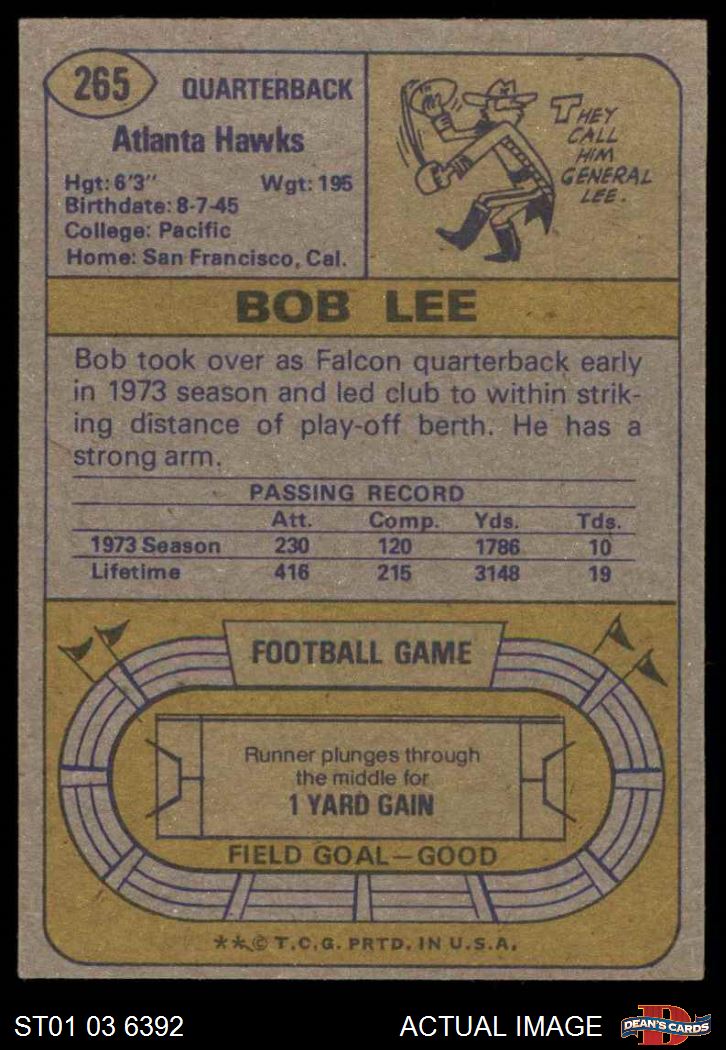 265 QUARTERBACK
Atlanta Hawks
Hgt: 6'3" Wgt: 195
Birthdate: 8-7-45
College: Pacific
Home: San Francisco, Cal.
THEY
CALL
HIM
GENERAL
LEE.
BOB LEE
Bob took over as Falcon quarterback early
in 1973 season and led club to within strik-
ing distance of play-off berth. He has a
strong arm.
PASSING RECORD
Att. Comp. Yds. Tds.
1973 Season 230 120 1786 10
Lifetime 416 215 3148 19
FOOTBALL GAME
Runner plunges through
the middle for
1 YARD GAIN
FIELD GOAL—GOOD
**© T.C.G. PRTD. IN U.S.A.
ST01 03 6392 ACTUAL IMAGE
D
DEAN'S CARDS